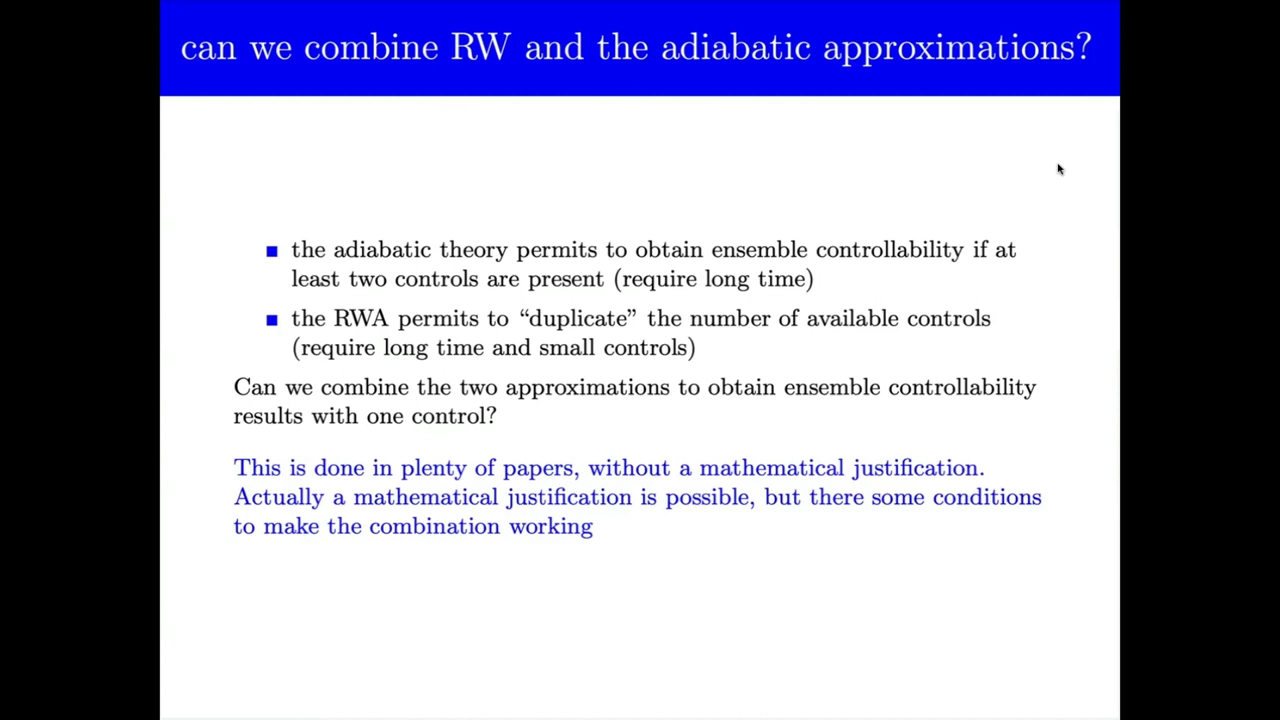 can we combine RW and the adiabatic approximations?
the adiabatic theory permits to obtain ensemble controllability if at
least two controls are present (require long time)
the RWA permits to “duplicate” the number of available controls
(require long time and small controls)
Can we combine the two approximations to obtain ensemble controllability
results with one control?
This is done in plenty of papers, without a mathematical justification.
Actually a mathematical justification is possible, but there some conditions
to make the combination working